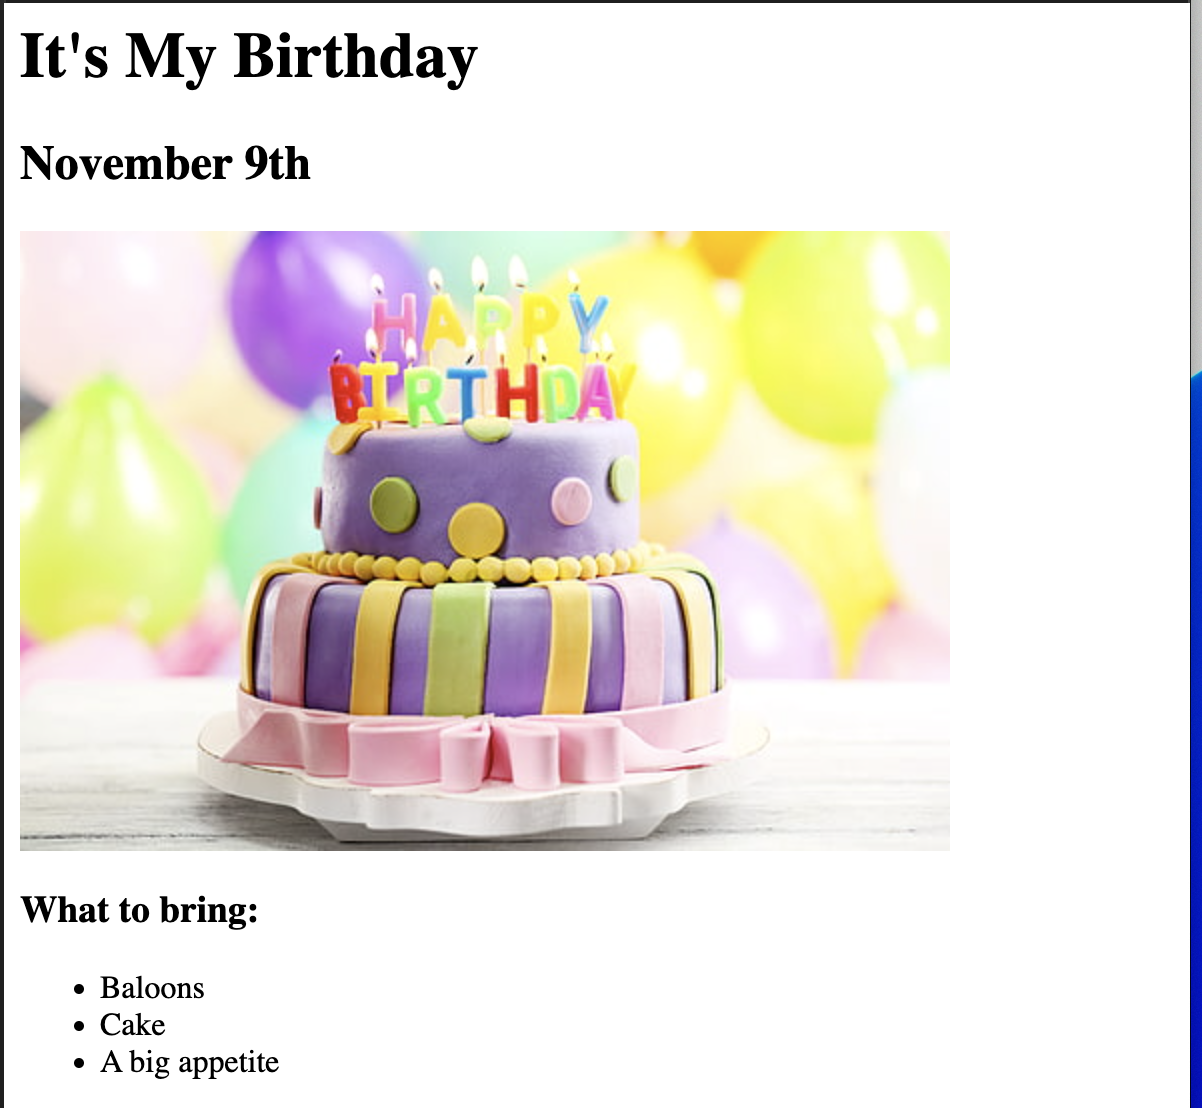 It's My Birthday
November 9th
HAPPY
BIRTHDAY
What to bring:
Baloons
Cake
A big appetite